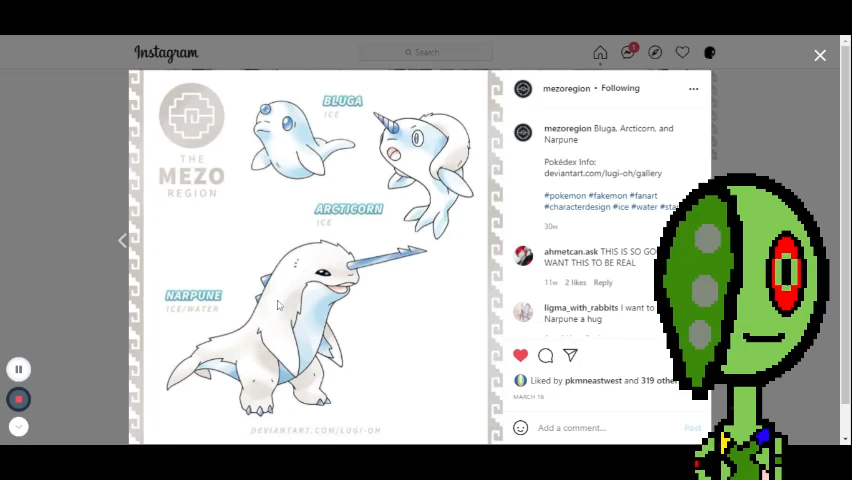 Instagram
Search
1
THE
MEZO
REGION
BLUGA
ICE
ARCTICORN
ICE
NARPUNE
ICE/WATER
DEVIANTART.COM/LUGI-OH
mezoregion • Following
mezoregion Bluga, Arcticorn, and
Narpune
Pokédex Info:
deviantart.com/lugi-oh/gallery
#pokemon #fakemon #fanart
#characterdesign #ice #water
30w
ahmetcan.ask THIS IS SO
WANT THIS TO BE REAL
11w 2 likes Reply
ligma_with_rabbits I want to
Narpune a hug
Liked by pkmneastwest and 319
MARCH 16
Add a comment...
Post